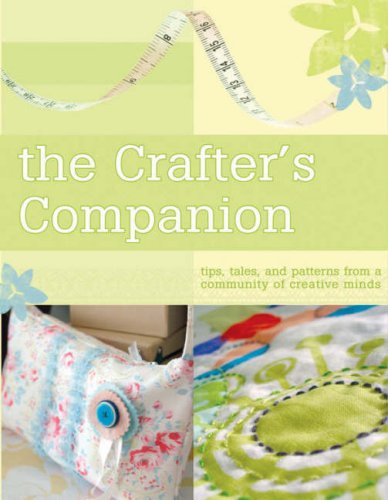 the Crafter's
Companion
tips, tales, and patterns from a
community of creative minds